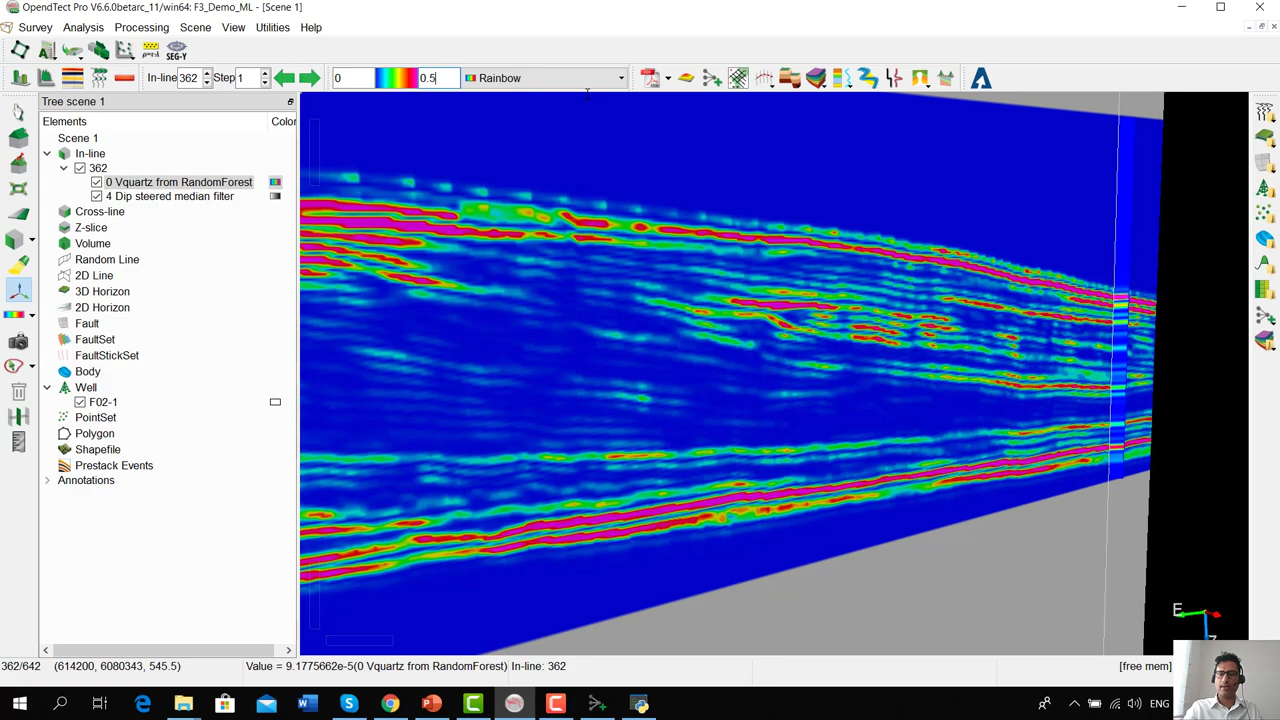 OpendTect Pro V6.6.0betarc_11/win64: F3_Demo_ML - [Scene 1]
Survey Analysis Processing Scene View Utilities Help
SEG-Y
In-line 362 Step 1 0 0.5 Rainbow
Tree scene 1
Elements Color
Scene 1
In-line
362
0 Vquartz from RandomForest
4 Dip steered median filter
Cross-line
Z-slice
Volume
Random Line
2D Line
3D Horizon
2D Horizon
Fault
FaultSet
FaultStickSet
Body
Well
F02-1
PointSet
Polygon
Shapefile
Prestack Events
Annotations
E
Z
362/642 (614200, 6080343, 545.5) Value = 9.1775662e-5(0 Vquartz from RandomForest) In-line: 362 [free mem]
ENG